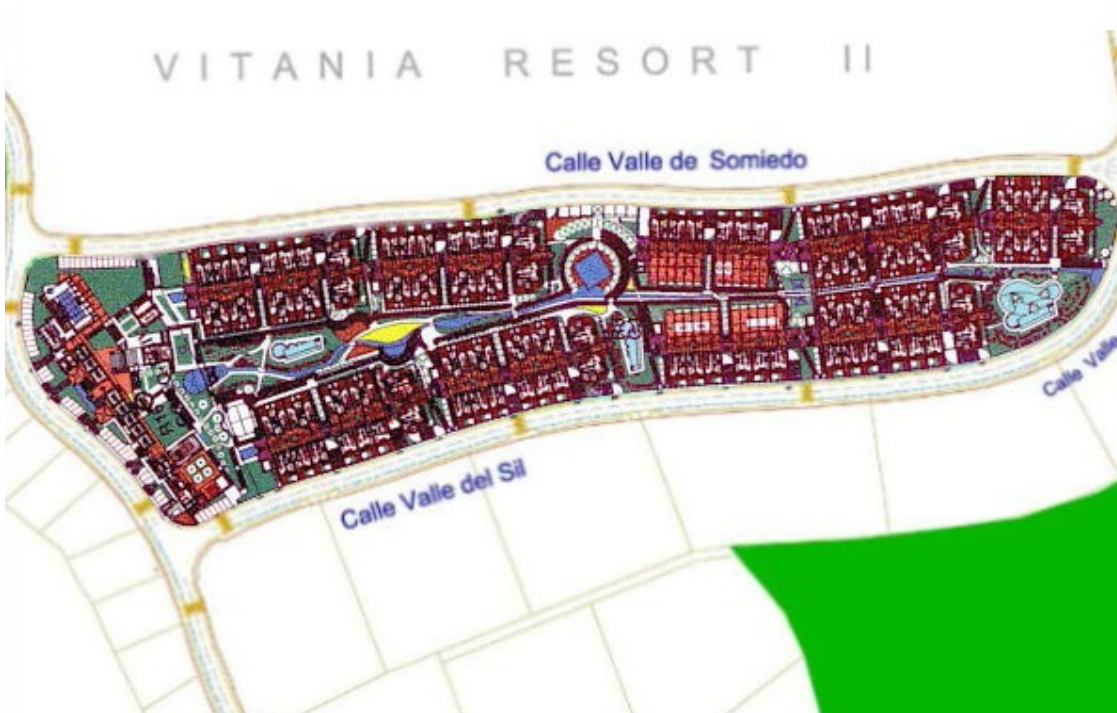 VITANIA RESORT II
Calle Valle de Somiedo
Calle Valle
Calle Valle del Sil